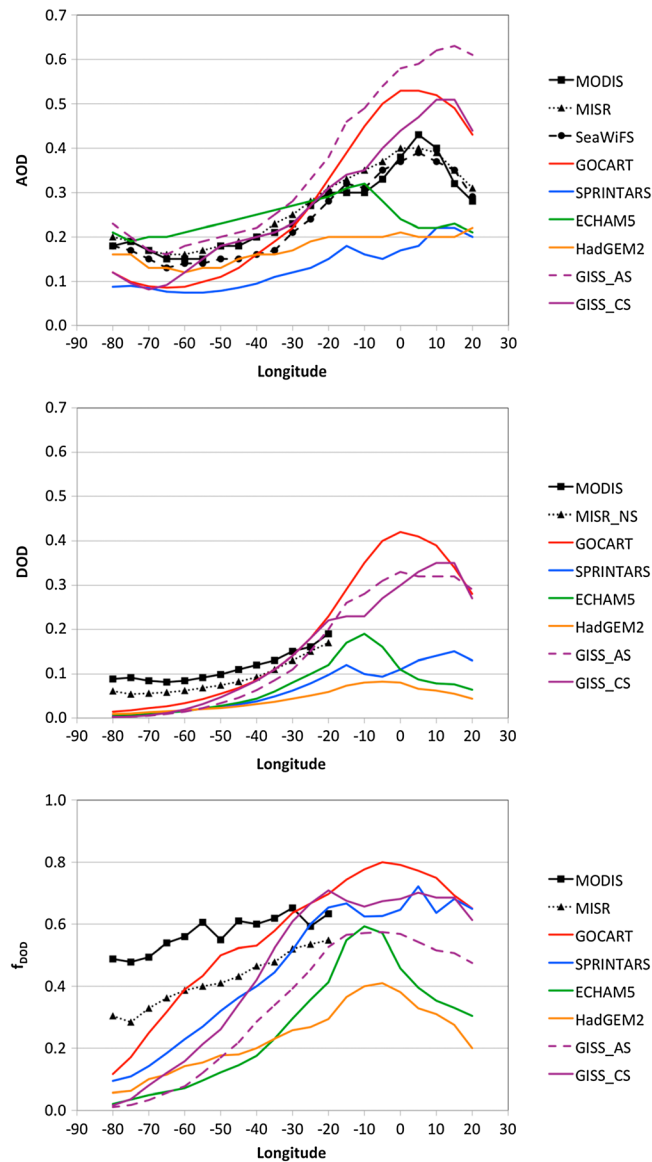 0.7
0.6
0.5
0.4
0.3
0.2
0.1
0.0
AOD
-90 -80 -70 -60 -50 -40 -30 -20 -10 0 10 20 30
Longitude
MODIS
MISR
SeaWiFS
GOCART
SPRINTARS
ECHAM5
HadGEM2
GISS_AS
GISS_CS
0.7
0.6
0.5
0.4
0.3
0.2
0.1
0.0
DOD
-90 -80 -70 -60 -50 -40 -30 -20 -10 0 10 20 30
Longitude
MODIS
MISR_NS
GOCART
SPRINTARS
ECHAM5
HadGEM2
GISS_AS
GISS_CS
1.0
0.8
0.6
0.4
0.2
0.0
fDOD
-90 -80 -70 -60 -50 -40 -30 -20 -10 0 10 20 30
Longitude
MODIS
MISR
GOCART
SPRINTARS
ECHAM5
HadGEM2
GISS_AS
GISS_CS